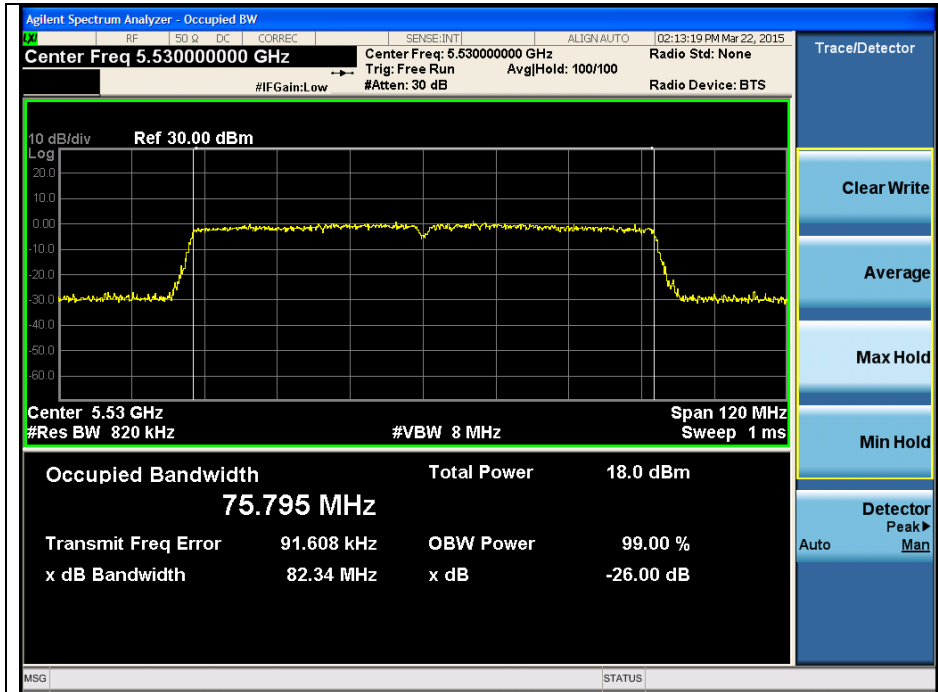 Agilent Spectrum Analyzer - Occupied BW
LXI RF 50 Ω DC CORREC SENSE:INT ALIGN AUTO 02:13:19 PM Mar 22, 2015
Center Freq 5.530000000 GHz
Center Freq: 5.530000000 GHz Radio Std: None
Trig: Free Run Avg|Hold: 100/100
#IFGain:Low #Atten: 30 dB Radio Device: BTS
Trace/Detector
10 dB/div Ref 30.00 dBm
Log
20.0
10.0
0.00
-10.0
-20.0
-30.0
-40.0
-50.0
-60.0
Center 5.53 GHz Span 120 MHz
#Res BW 820 kHz #VBW 8 MHz Sweep 1 ms
Occupied Bandwidth Total Power 18.0 dBm
75.795 MHz
Transmit Freq Error 91.608 kHz OBW Power 99.00 %
x dB Bandwidth 82.34 MHz x dB -26.00 dB
Clear Write
Average
Max Hold
Min Hold
Detector
Peak▶
Auto Man
MSG STATUS